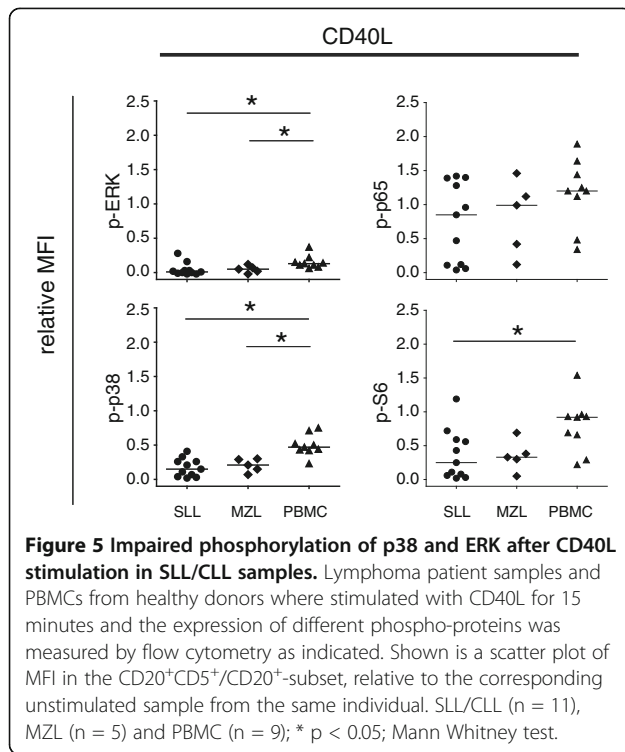 CD40L
relative MFI
p-ERK
2.5
2.0
1.5
1.0
0.5
0.0
*
*
p-p65
2.5
2.0
1.5
1.0
0.5
0.0
p-p38
2.5
2.0
1.5
1.0
0.5
0.0
*
*
SLL MZL PBMC
p-S6
2.5
2.0
1.5
1.0
0.5
0.0
*
SLL MZL PBMC
Figure 5 Impaired phosphorylation of p38 and ERK after CD40L
stimulation in SLL/CLL samples. Lymphoma patient samples and
PBMCs from healthy donors where stimulated with CD40L for 15
minutes and the expression of different phospho-proteins was
measured by flow cytometry as indicated. Shown is a scatter plot of
MFI in the CD20⁺CD5⁺/CD20⁺-subset, relative to the corresponding
unstimulated sample from the same individual. SLL/CLL (n = 11),
MZL (n = 5) and PBMC (n = 9); * p < 0.05; Mann Whitney test.